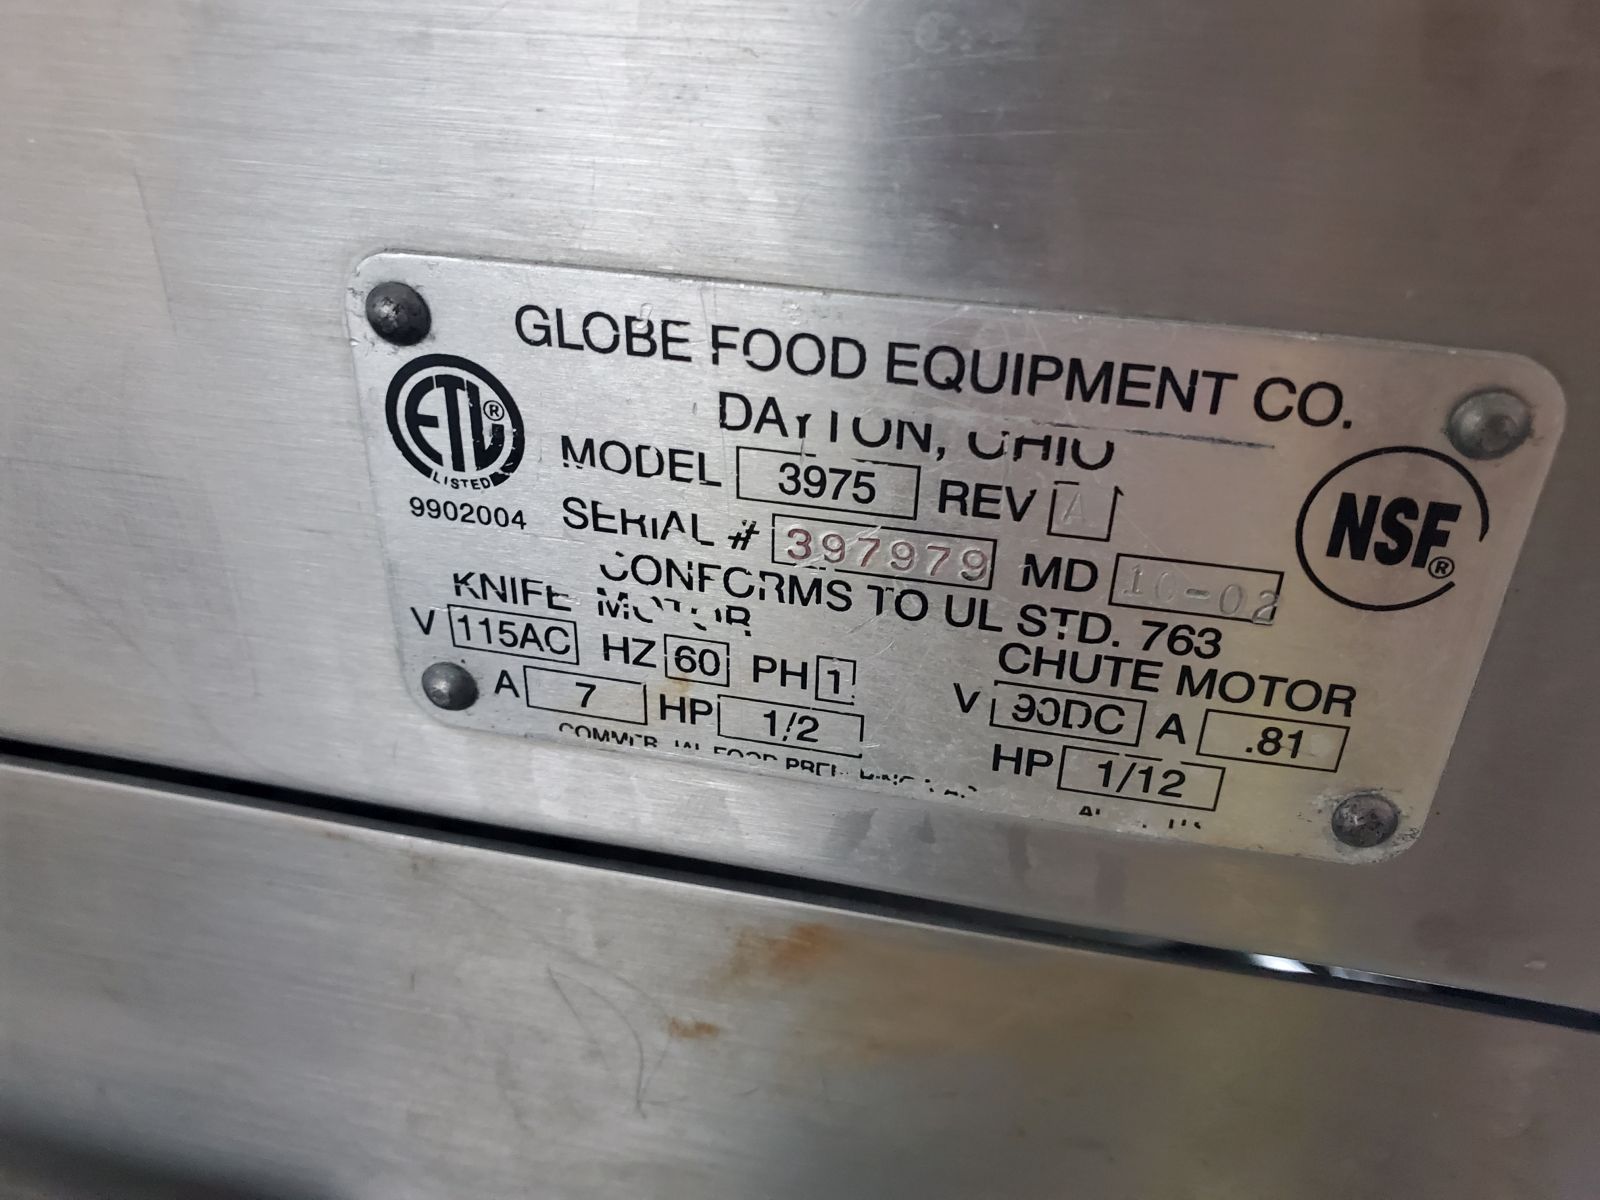 GLOBE FOOD EQUIPMENT CO.
DAYTON, OHIO
ETL ®
LISTED
9902004
MODEL 3975 REV A
SERIAL # 397979 MD 10-02
CONFORMS TO UL STD. 763
NSF®
KNIFE MOTOR
V 115AC HZ 60 PH 1
A 7 HP 1/2
CHUTE MOTOR
V 90DC A .81
HP 1/12
COMMERCIAL FOOD